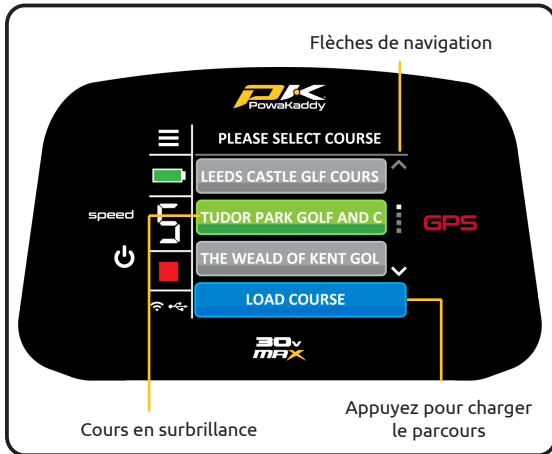 Flèches de navigation
PK
PowaKaddy
PLEASE SELECT COURSE
LEEDS CASTLE GLF COURS
speed
5
TUDOR PARK GOLF AND C
GPS
THE WEALD OF KENT GOL
LOAD COURSE
30v
MAX
Cours en surbrillance
Appuyez pour charger
le parcours